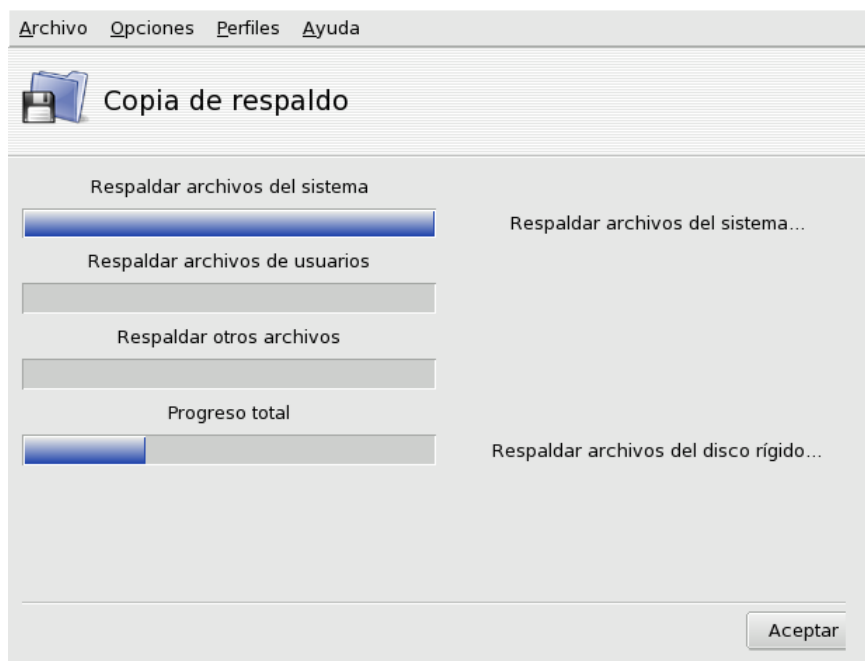 Archivo Opciones Perfiles Ayuda
Copia de respaldo
Respaldar archivos del sistema
Respaldar archivos del sistema...
Respaldar archivos de usuarios
Respaldar otros archivos
Progreso total
Respaldar archivos del disco rígido...
Aceptar